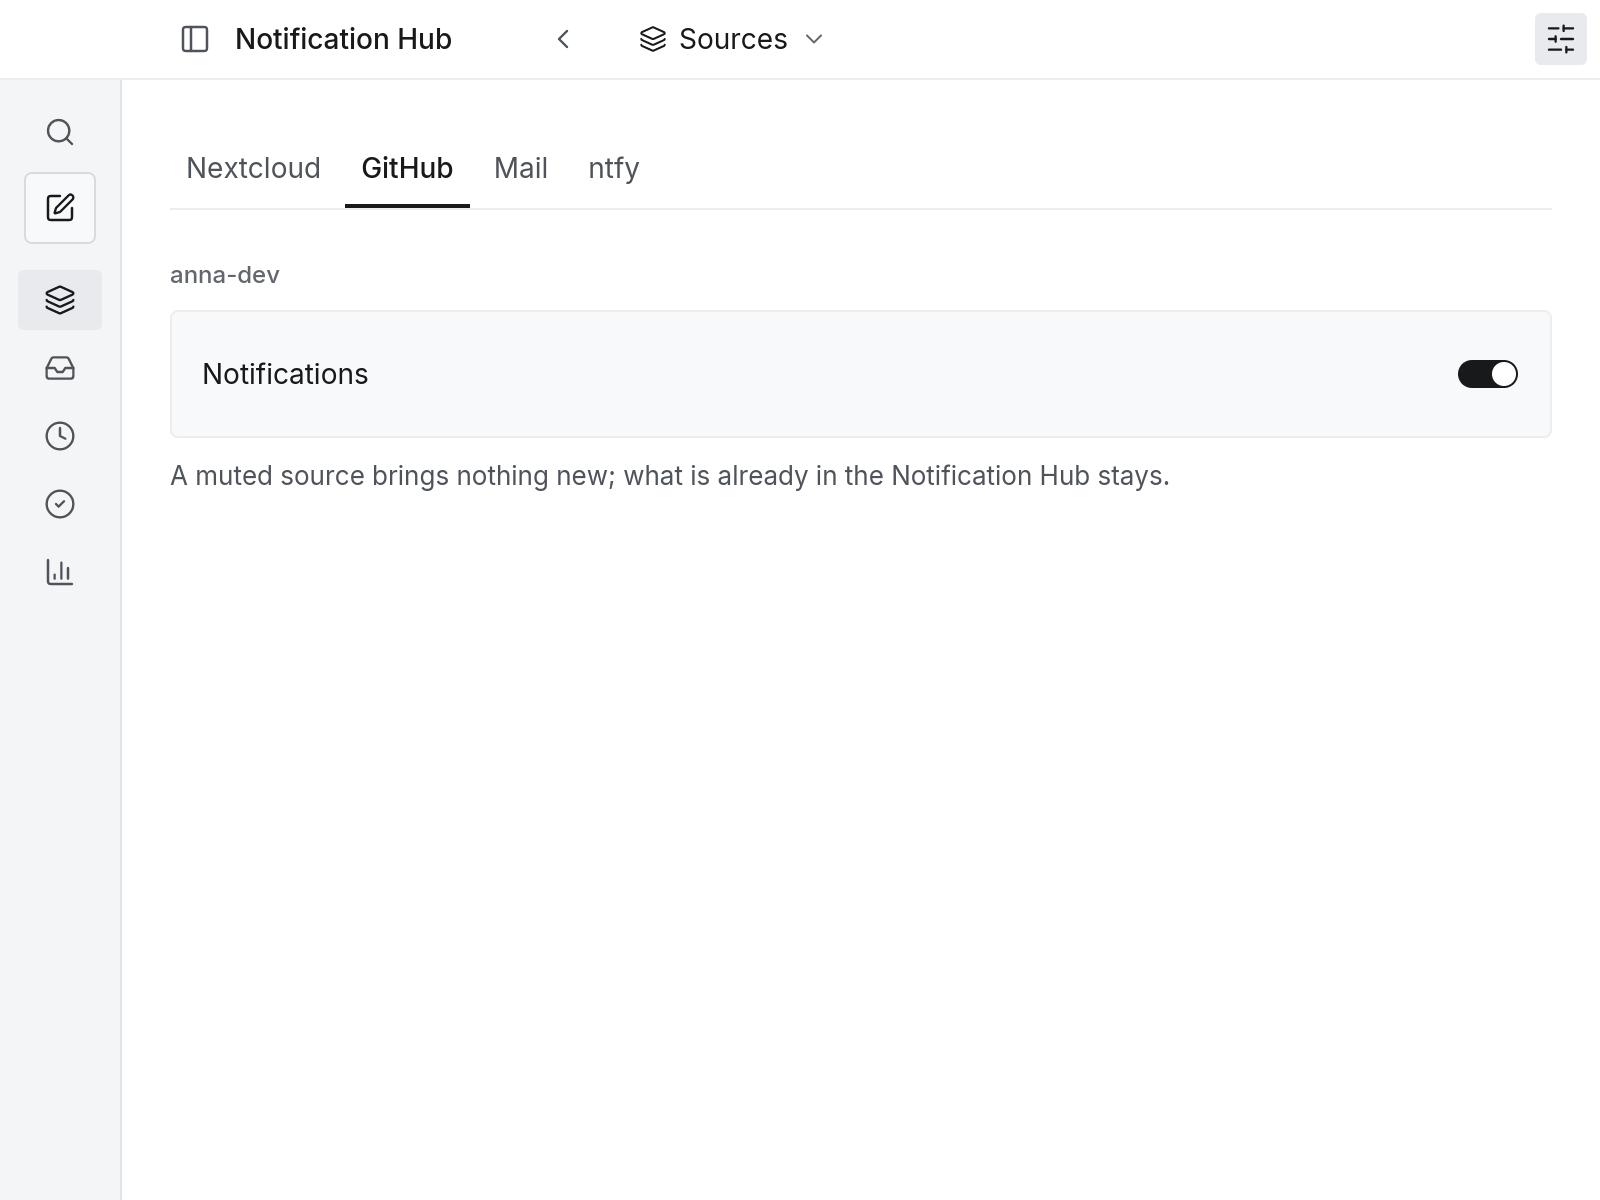 Notification Hub
Sources
Nextcloud GitHub Mail ntfy
anna-dev
Notifications
A muted source brings nothing new; what is already in the Notification Hub stays.